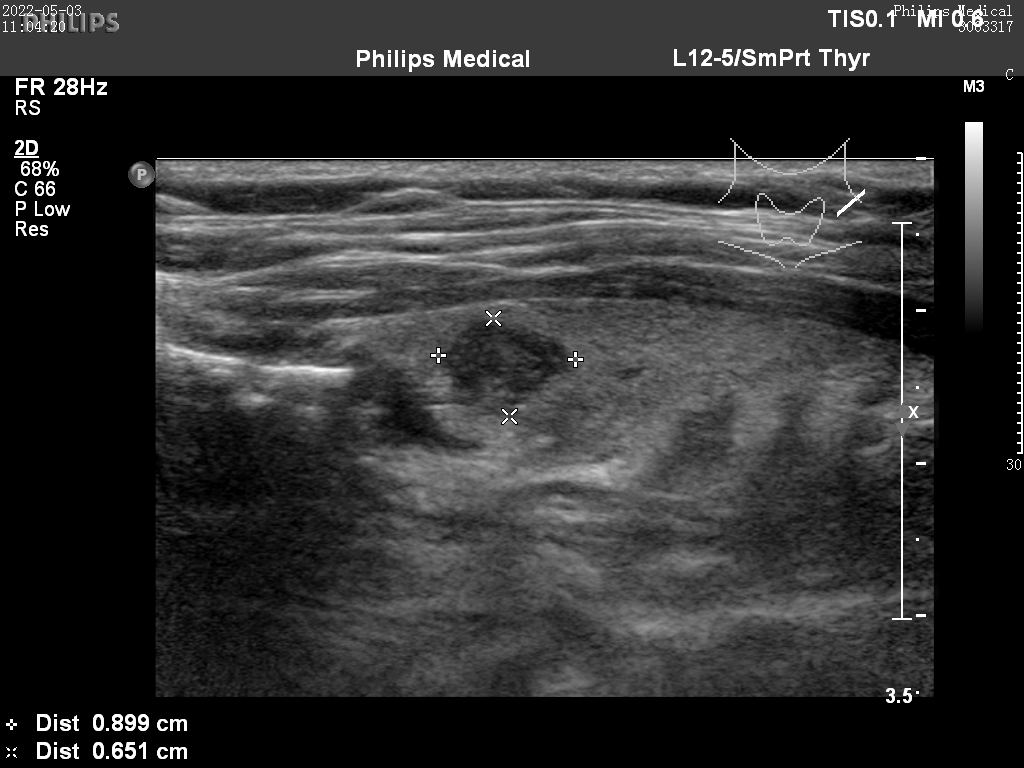 2022-05-03
11:04:20
PHILIPS
Philips Medical
TIS0.1 MI 0.6
Philips Medical
L12-5/SmPrt Thyr
C
FR 28Hz
RS
M3
2D
68%
C 66
P Low
Res
P
X
30
3.5
Dist 0.899 cm
Dist 0.651 cm